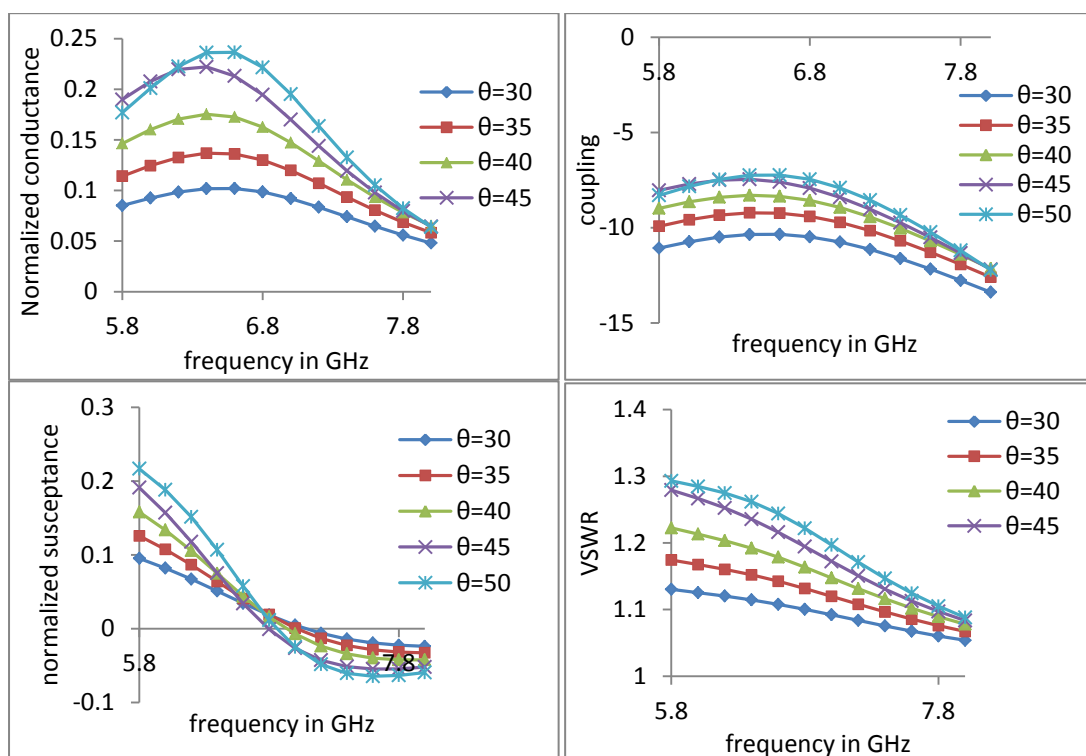 Normalized conductance
0.25
0.2
0.15
0.1
0.05
0
5.8
6.8
7.8
frequency in GHz
θ=30
θ=35
θ=40
θ=45
coupling
0
-5
-10
-15
5.8
6.8
7.8
frequency in GHz
θ=30
θ=35
θ=40
θ=45
θ=50
normalized susceptance
0.3
0.2
0.1
0
-0.1
5.8
7.8
frequency in GHz
θ=30
θ=35
θ=40
θ=45
θ=50
VSWR
1.4
1.3
1.2
1.1
1
5.8
7.8
frequency in GHz
θ=30
θ=35
θ=40
θ=45